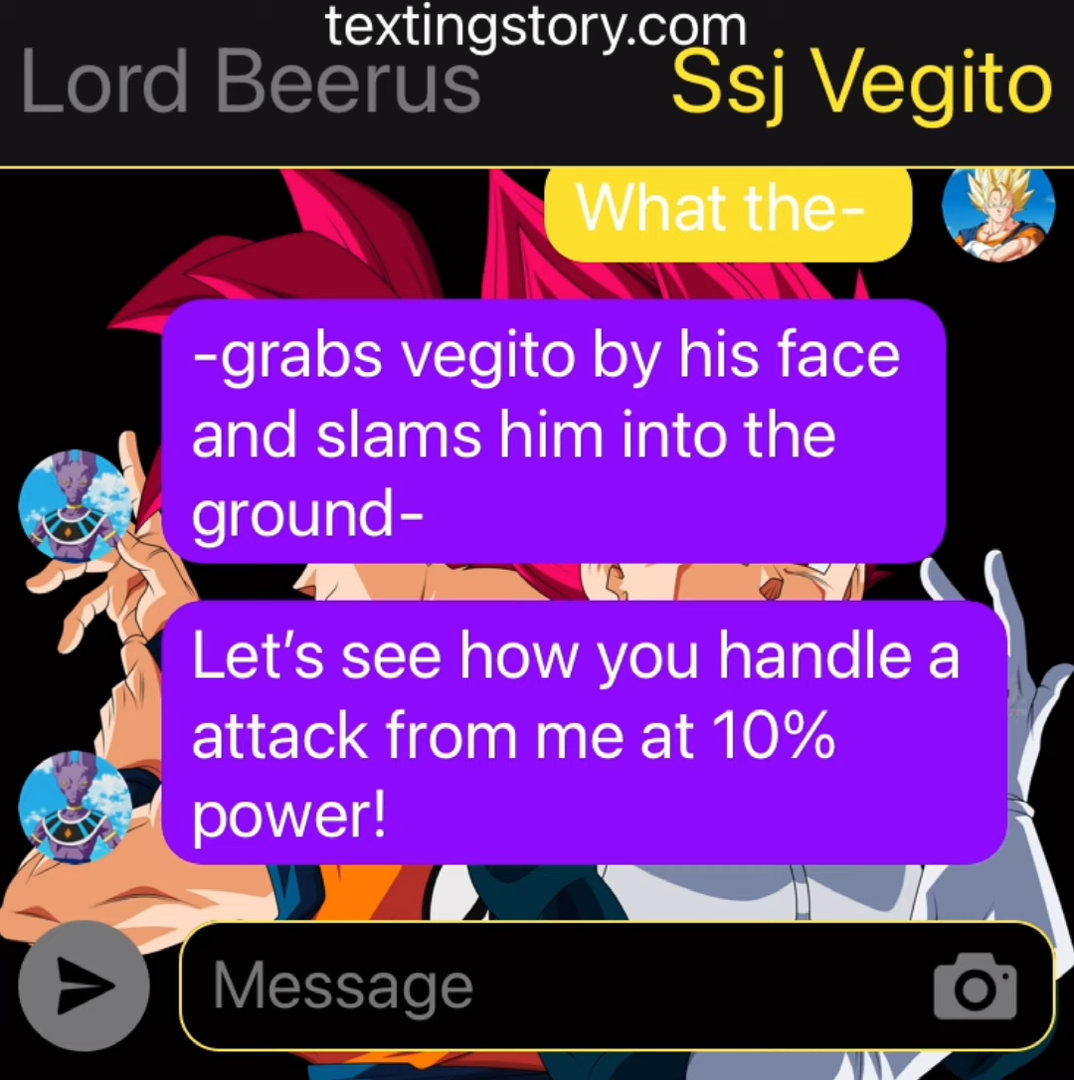 textingstory.com
Lord Beerus
Ssj Vegito
What the-
-grabs vegito by his face
and slams him into the
ground-
Let’s see how you handle a
attack from me at 10%
power!
Message